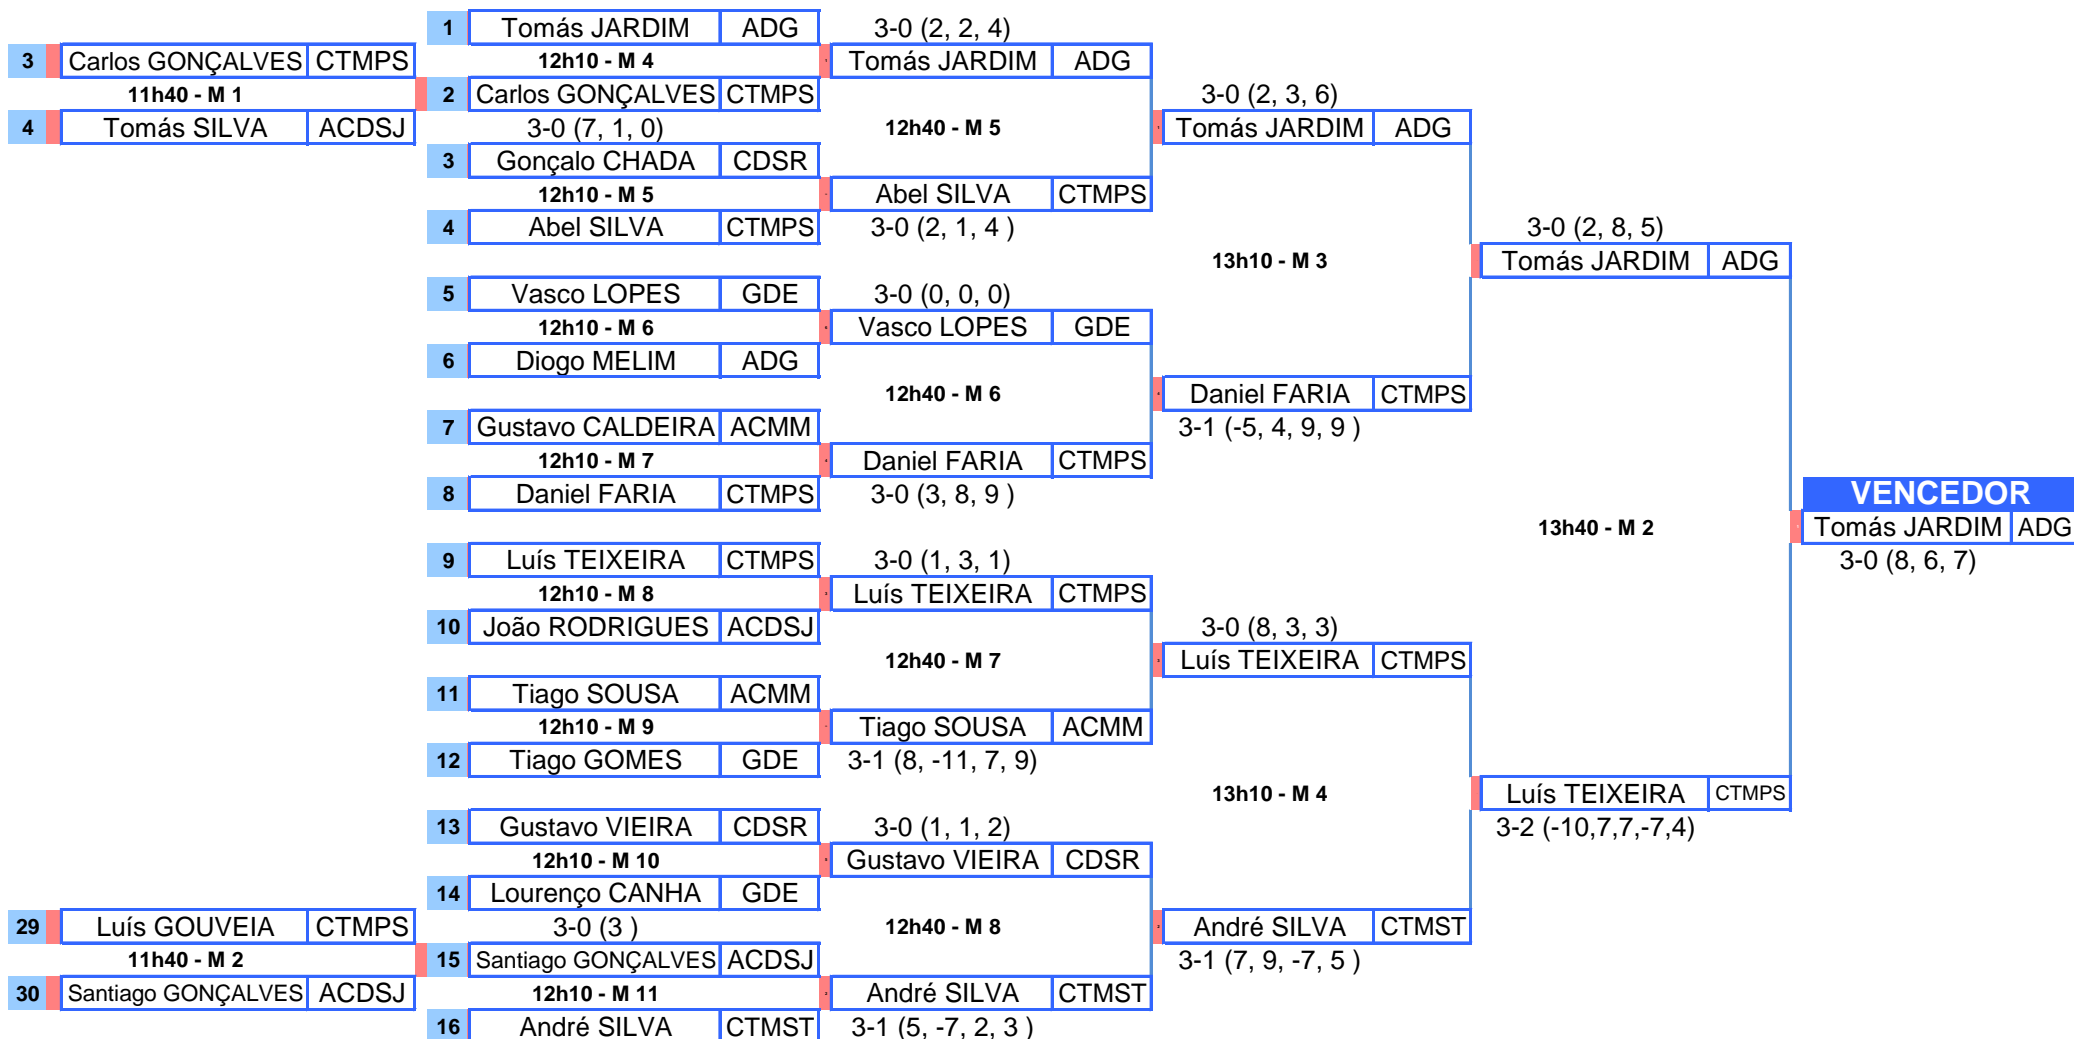 1 Tomás JARDIM ADG 3-0 (2, 2, 4)
3 Carlos GONÇALVES CTMPS 12h10 - M 4 Tomás JARDIM ADG
11h40 - M 1 2 Carlos GONÇALVES CTMPS 3-0 (2, 3, 6)
4 Tomás SILVA ACDSJ 3-0 (7, 1, 0) 12h40 - M 5 Tomás JARDIM ADG
3 Gonçalo CHADA CDSR
12h10 - M 5 Abel SILVA CTMPS
4 Abel SILVA CTMPS 3-0 (2, 1, 4 ) 3-0 (2, 8, 5)
13h10 - M 3 Tomás JARDIM ADG
5 Vasco LOPES GDE 3-0 (0, 0, 0)
12h10 - M 6 Vasco LOPES GDE
6 Diogo MELIM ADG
12h40 - M 6 Daniel FARIA CTMPS
7 Gustavo CALDEIRA ACMM 3-1 (-5, 4, 9, 9 )
12h10 - M 7 Daniel FARIA CTMPS
8 Daniel FARIA CTMPS 3-0 (3, 8, 9 ) VENCEDOR
13h40 - M 2 Tomás JARDIM ADG
9 Luís TEIXEIRA CTMPS 3-0 (1, 3, 1) 3-0 (8, 6, 7)
12h10 - M 8 Luís TEIXEIRA CTMPS
10 João RODRIGUES ACDSJ 3-0 (8, 3, 3)
12h40 - M 7 Luís TEIXEIRA CTMPS
11 Tiago SOUSA ACMM
12h10 - M 9 Tiago SOUSA ACMM
12 Tiago GOMES GDE 3-1 (8, -11, 7, 9)
13h10 - M 4 Luís TEIXEIRA CTMPS
13 Gustavo VIEIRA CDSR 3-0 (1, 1, 2) 3-2 (-10,7,7,-7,4)
12h10 - M 10 Gustavo VIEIRA CDSR
14 Lourenço CANHA GDE
29 Luís GOUVEIA CTMPS 3-0 (3 ) 12h40 - M 8 André SILVA CTMST
11h40 - M 2 15 Santiago GONÇALVES ACDSJ 3-1 (7, 9, -7, 5 )
30 Santiago GONÇALVES ACDSJ 12h10 - M 11 André SILVA CTMST
16 André SILVA CTMST 3-1 (5, -7, 2, 3 )